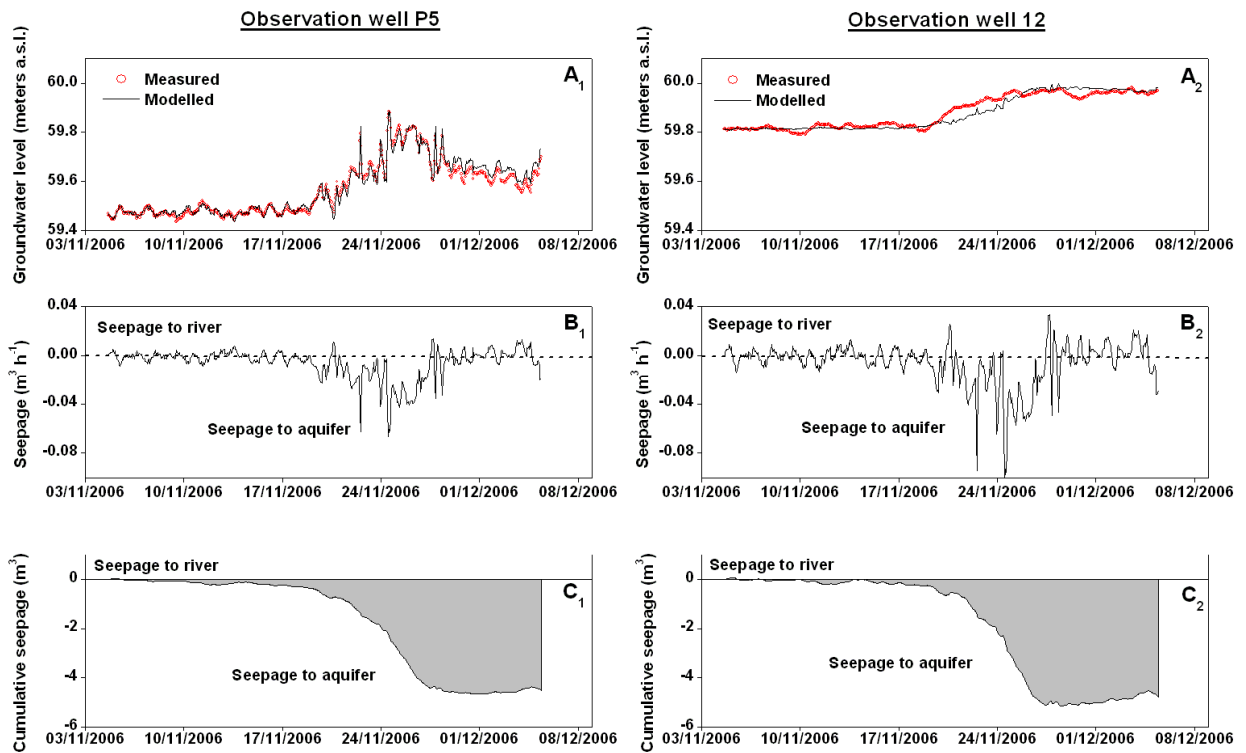 Observation well P5
Observation well 12
Groundwater level (meters a.s.l.)
60.0
59.8
59.6
59.4
Measured
Modelled
A1
03/11/2006 10/11/2006 17/11/2006 24/11/2006 01/12/2006 08/12/2006
Groundwater level (meters a.s.l.)
60.0
59.8
59.6
59.4
Measured
Modelled
A2
03/11/2006 10/11/2006 17/11/2006 24/11/2006 01/12/2006 08/12/2006
Seepage (m³ h⁻¹)
0.04
0.00
-0.04
-0.08
Seepage to river
B1
Seepage to aquifer
03/11/2006 10/11/2006 17/11/2006 24/11/2006 01/12/2006 08/12/2006
Seepage (m³ h⁻¹)
0.04
0.00
-0.04
-0.08
Seepage to river
B2
Seepage to aquifer
03/11/2006 10/11/2006 17/11/2006 24/11/2006 01/12/2006 08/12/2006
Cumulative seepage (m³)
0
-2
-4
-6
Seepage to river
C1
Seepage to aquifer
03/11/2006 10/11/2006 17/11/2006 24/11/2006 01/12/2006 08/12/2006
Cumulative seepage (m³)
0
-2
-4
-6
Seepage to river
C2
Seepage to aquifer
03/11/2006 10/11/2006 17/11/2006 24/11/2006 01/12/2006 08/12/2006